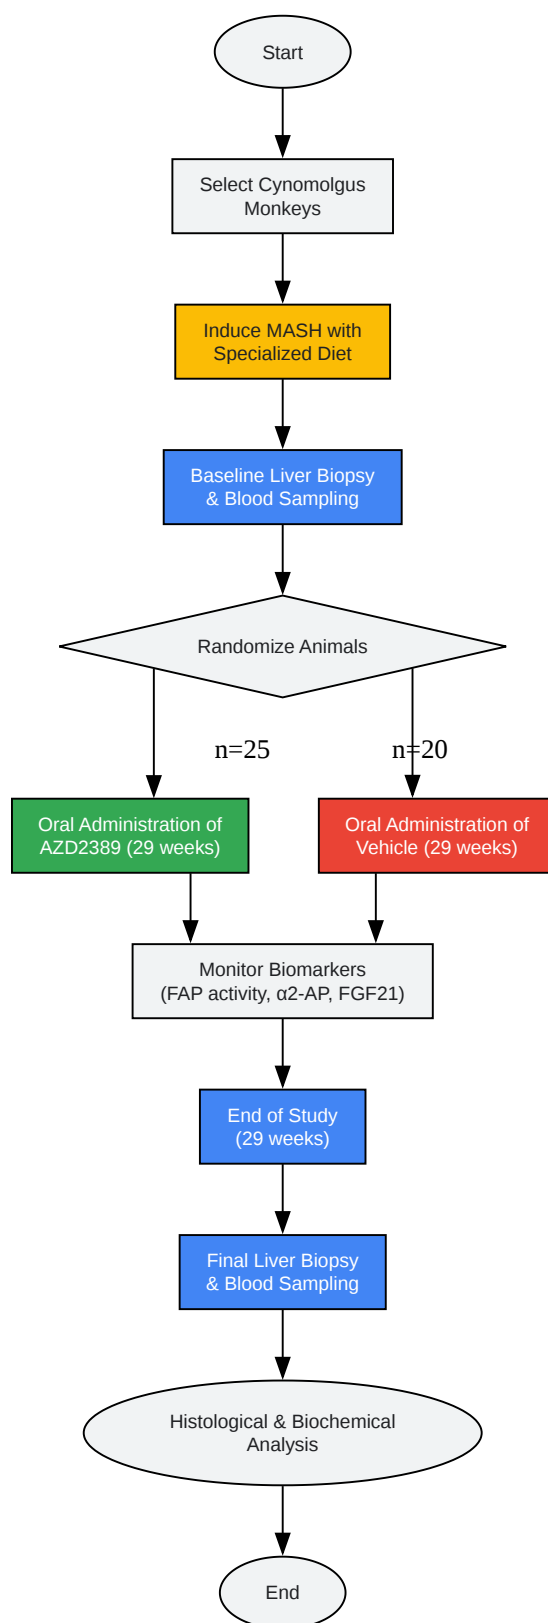 Start
Select Cynomolgus
Monkeys
Induce MASH with
Specialized Diet
Baseline Liver Biopsy
& Blood Sampling
Randomize Animals
n=25
n=20
Oral Administration of
AZD2389 (29 weeks)
Oral Administration of
Vehicle (29 weeks)
Monitor Biomarkers
(FAP activity, α2-AP, FGF21)
End of Study
(29 weeks)
Final Liver Biopsy
& Blood Sampling
Histological & Biochemical
Analysis
End